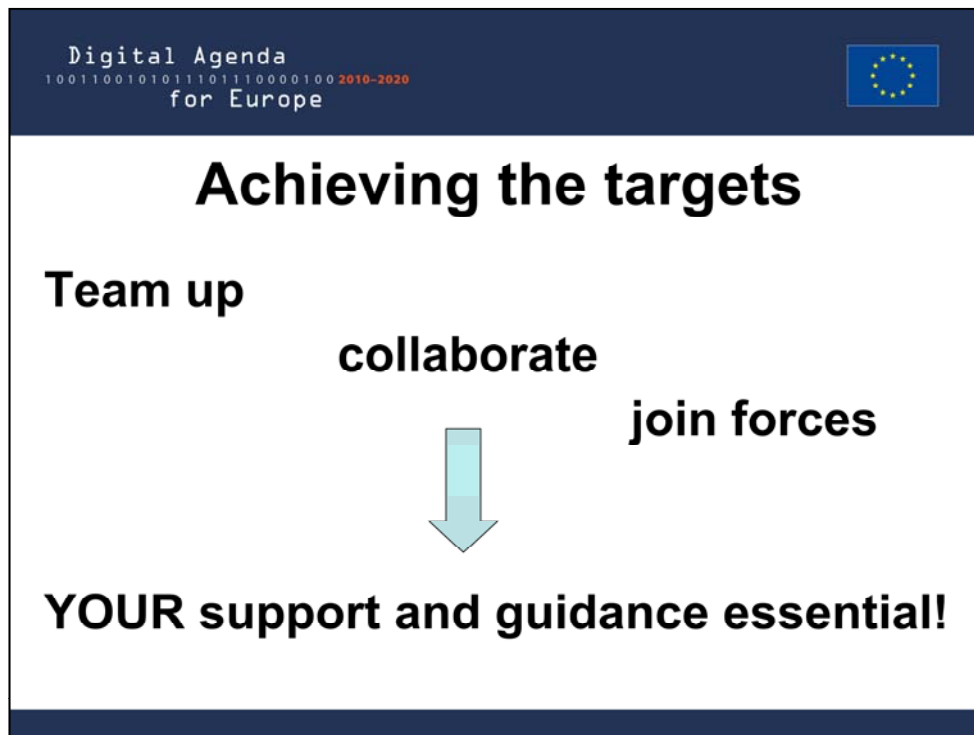 Digital Agenda
10011001010111011110000100 2010-2020
for Europe
Achieving the targets
Team up
collaborate
join forces
YOUR support and guidance essential!